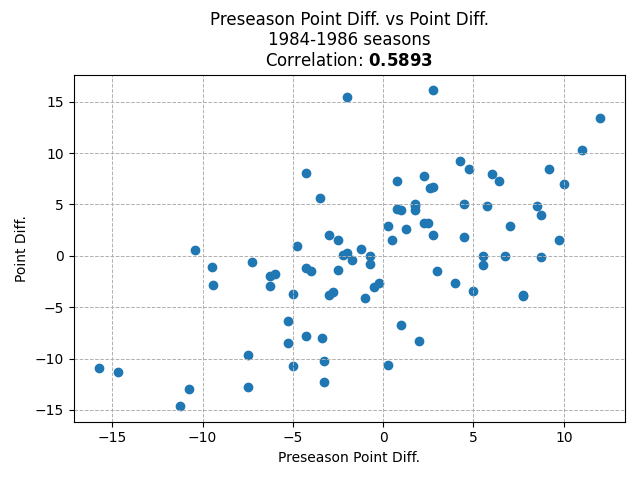 Preseason Point Diff. vs Point Diff.
1984-1986 seasons
Correlation: 0.5893
15
10
5
0
−5
−10
−15
Point Diff.
−15 −10 −5 0 5 10
Preseason Point Diff.